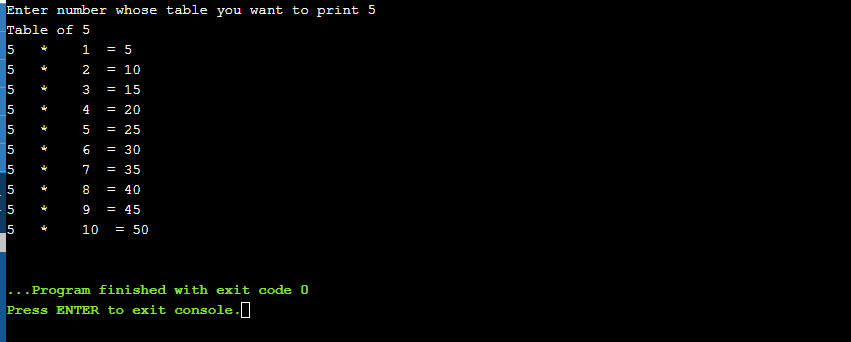 Enter number whose table you want to print 5
Table of 5
5   *    1  = 5
5   *    2  = 10
5   *    3  = 15
5   *    4  = 20
5   *    5  = 25
5   *    6  = 30
5   *    7  = 35
5   *    8  = 40
5   *    9  = 45
5   *    10  = 50
...Program finished with exit code 0
Press ENTER to exit console.